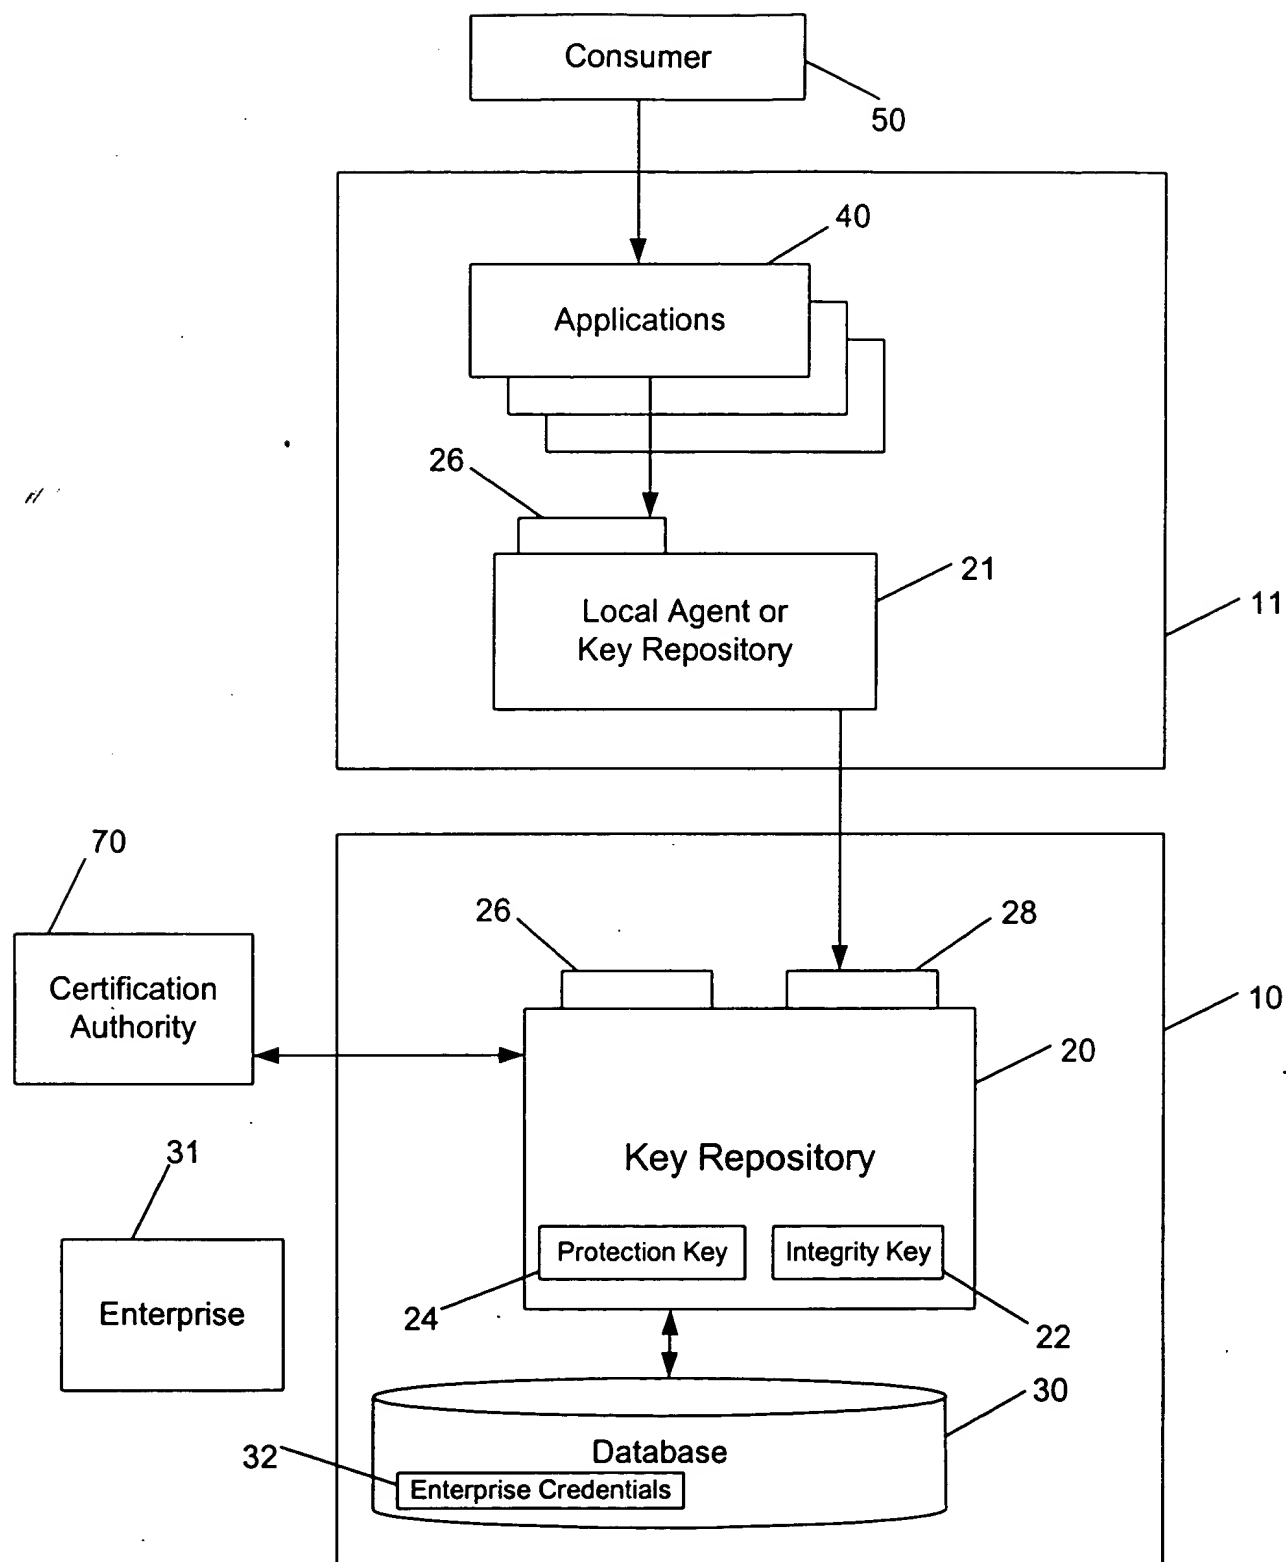 Consumer
50
40
Applications
26
21
Local Agent or
Key Repository
11
70
26
28
Certification
Authority
10
20
31
Key Repository
Protection Key
Integrity Key
Enterprise
24
22
30
Database
32
Enterprise Credentials